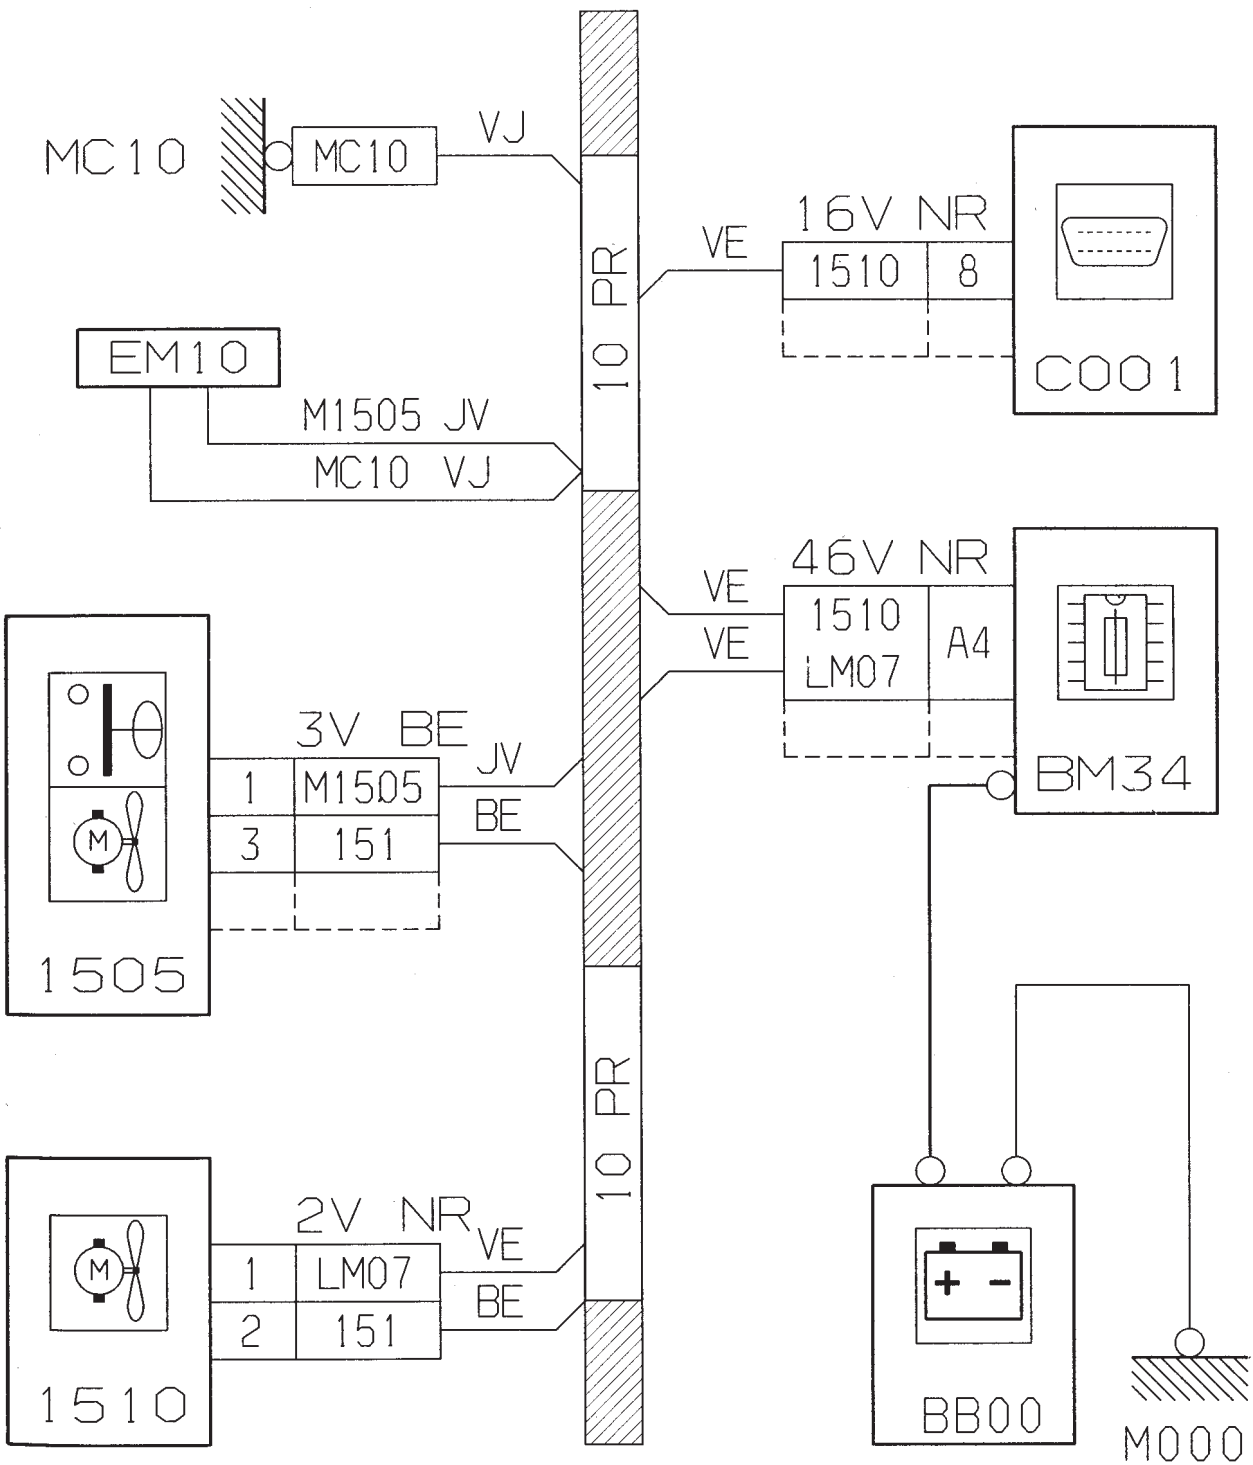 MC10 MC10 VJ
16V NR
VE 1510 8
C001
10 PR
EM10
M1505 JV
MC10 VJ
46V NR
VE 1510
VE LM07 A4
BM34
3V BE
1 M1505 JV
3 151 BE
M
1505
10 PR
2V NR
1 LM07 VE
2 151 BE
M
1510
+ −
BB00
M000